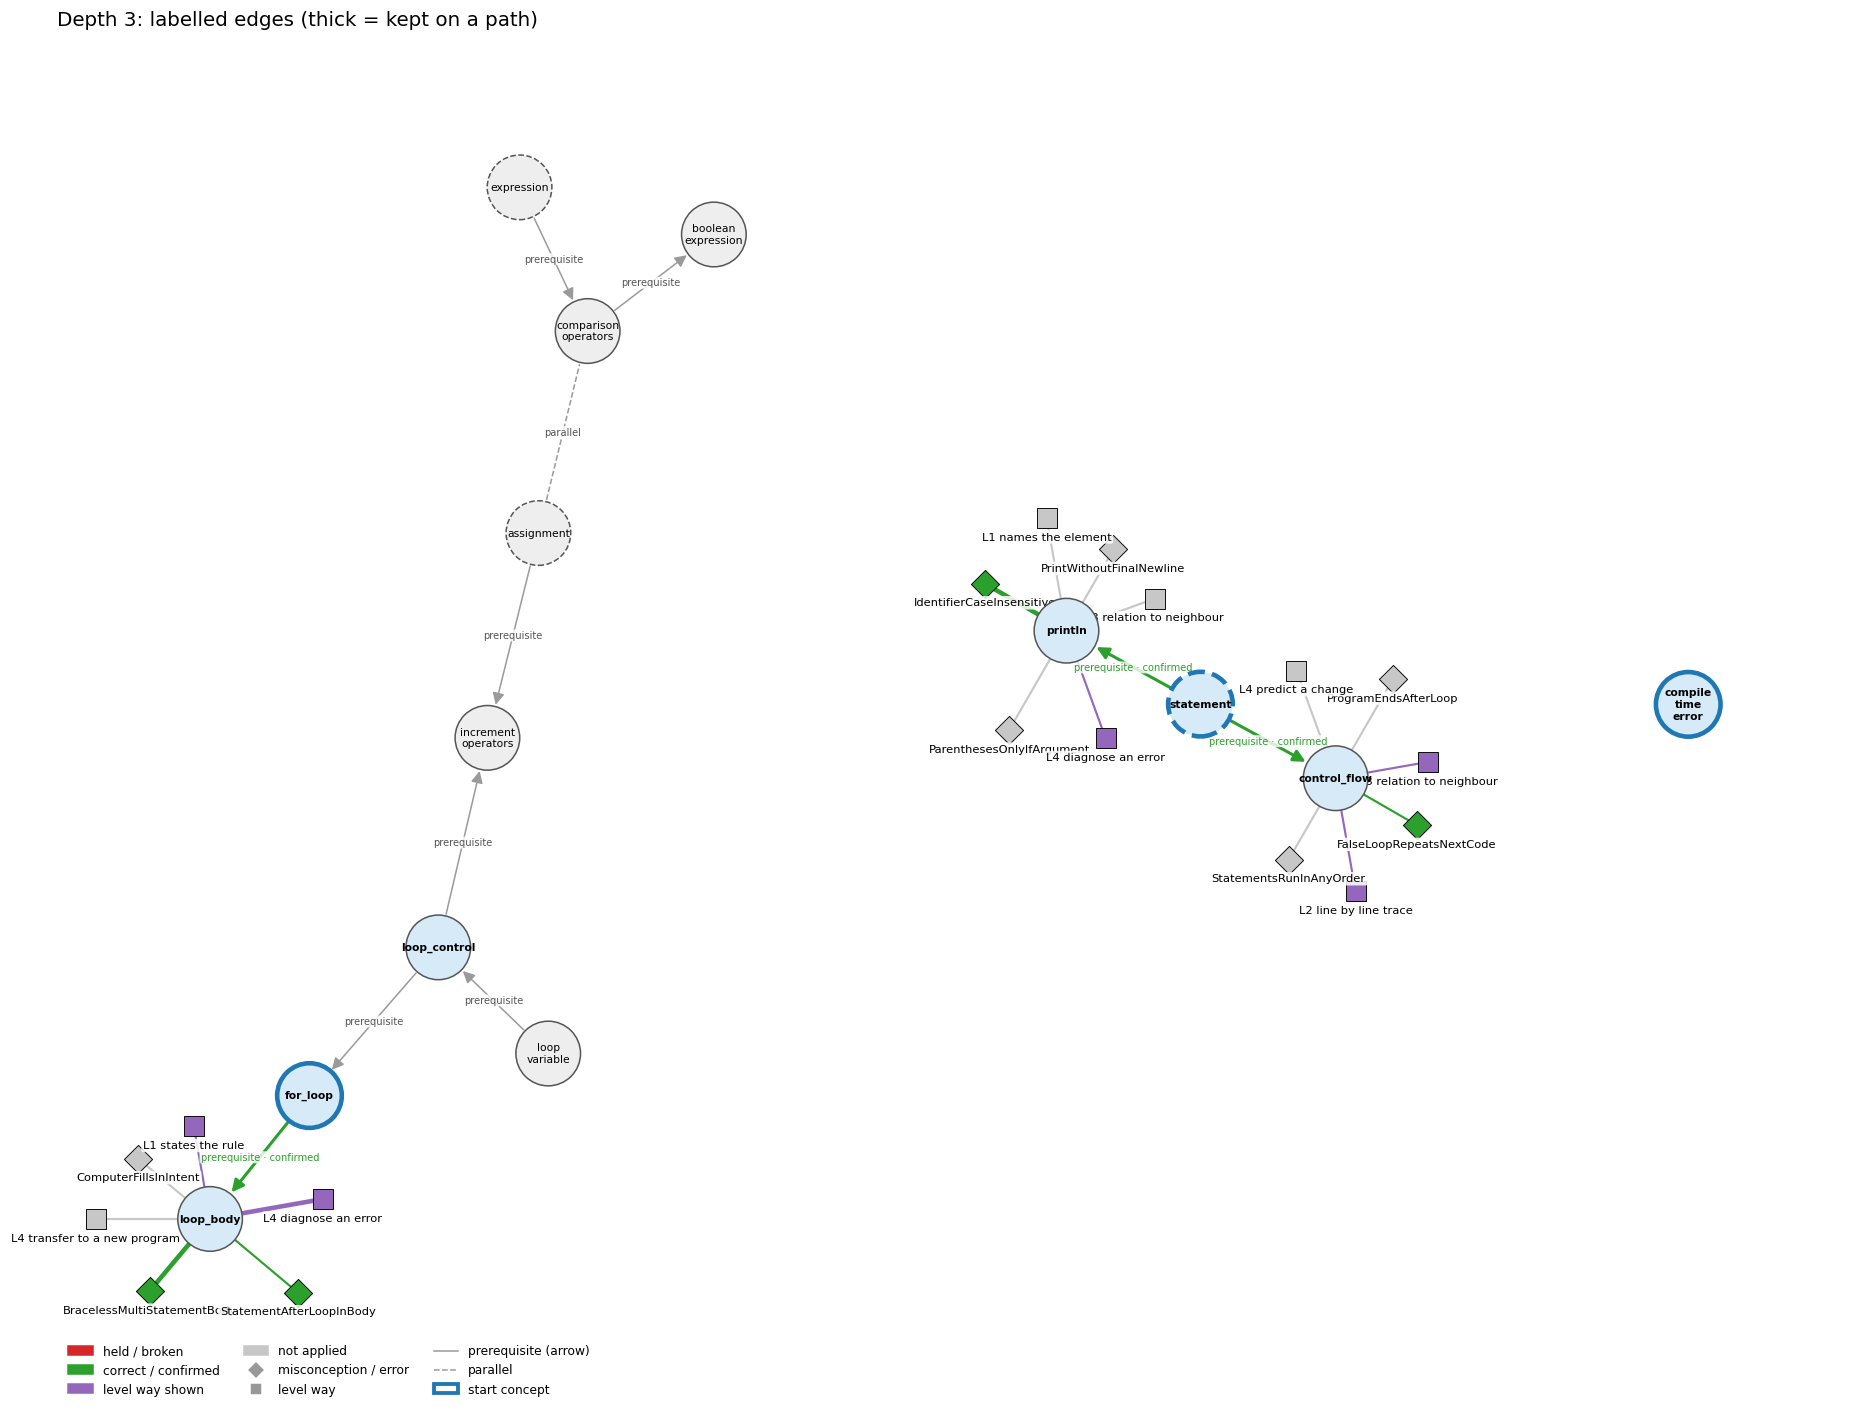 Depth 3: labelled edges (thick = kept on a path)
expression
boolean
expression
prerequisite
prerequisite
comparison
operators
parallel
assignment
prerequisite
increment
operators
prerequisite
loop_control
prerequisite
prerequisite
loop
variable
for_loop
L1 states the rule
prerequisite · confirmed
ComputerFillsInIntent
loop_body
L4 diagnose an error
L4 transfer to a new program
StatementAfterLoopInBody
L1 names the element
PrintWithoutFinalNewline
IdentifierCaseInsensitive
relation to neighbour
println
prerequisite · confirmed
statement
ParenthesesOnlyIfArgument
L4 diagnose an error
prerequisite · confirmed
L4 predict a change
ProgramEndsAfterLoop
control_flow
relation to neighbour
FalseLoopRepeatsNextCode
StatementsRunInAnyOrder
L2 line by line trace
compile
time
error
held / broken
correct / confirmed
level way shown
not applied
misconception / error
level way
prerequisite (arrow)
parallel
start concept